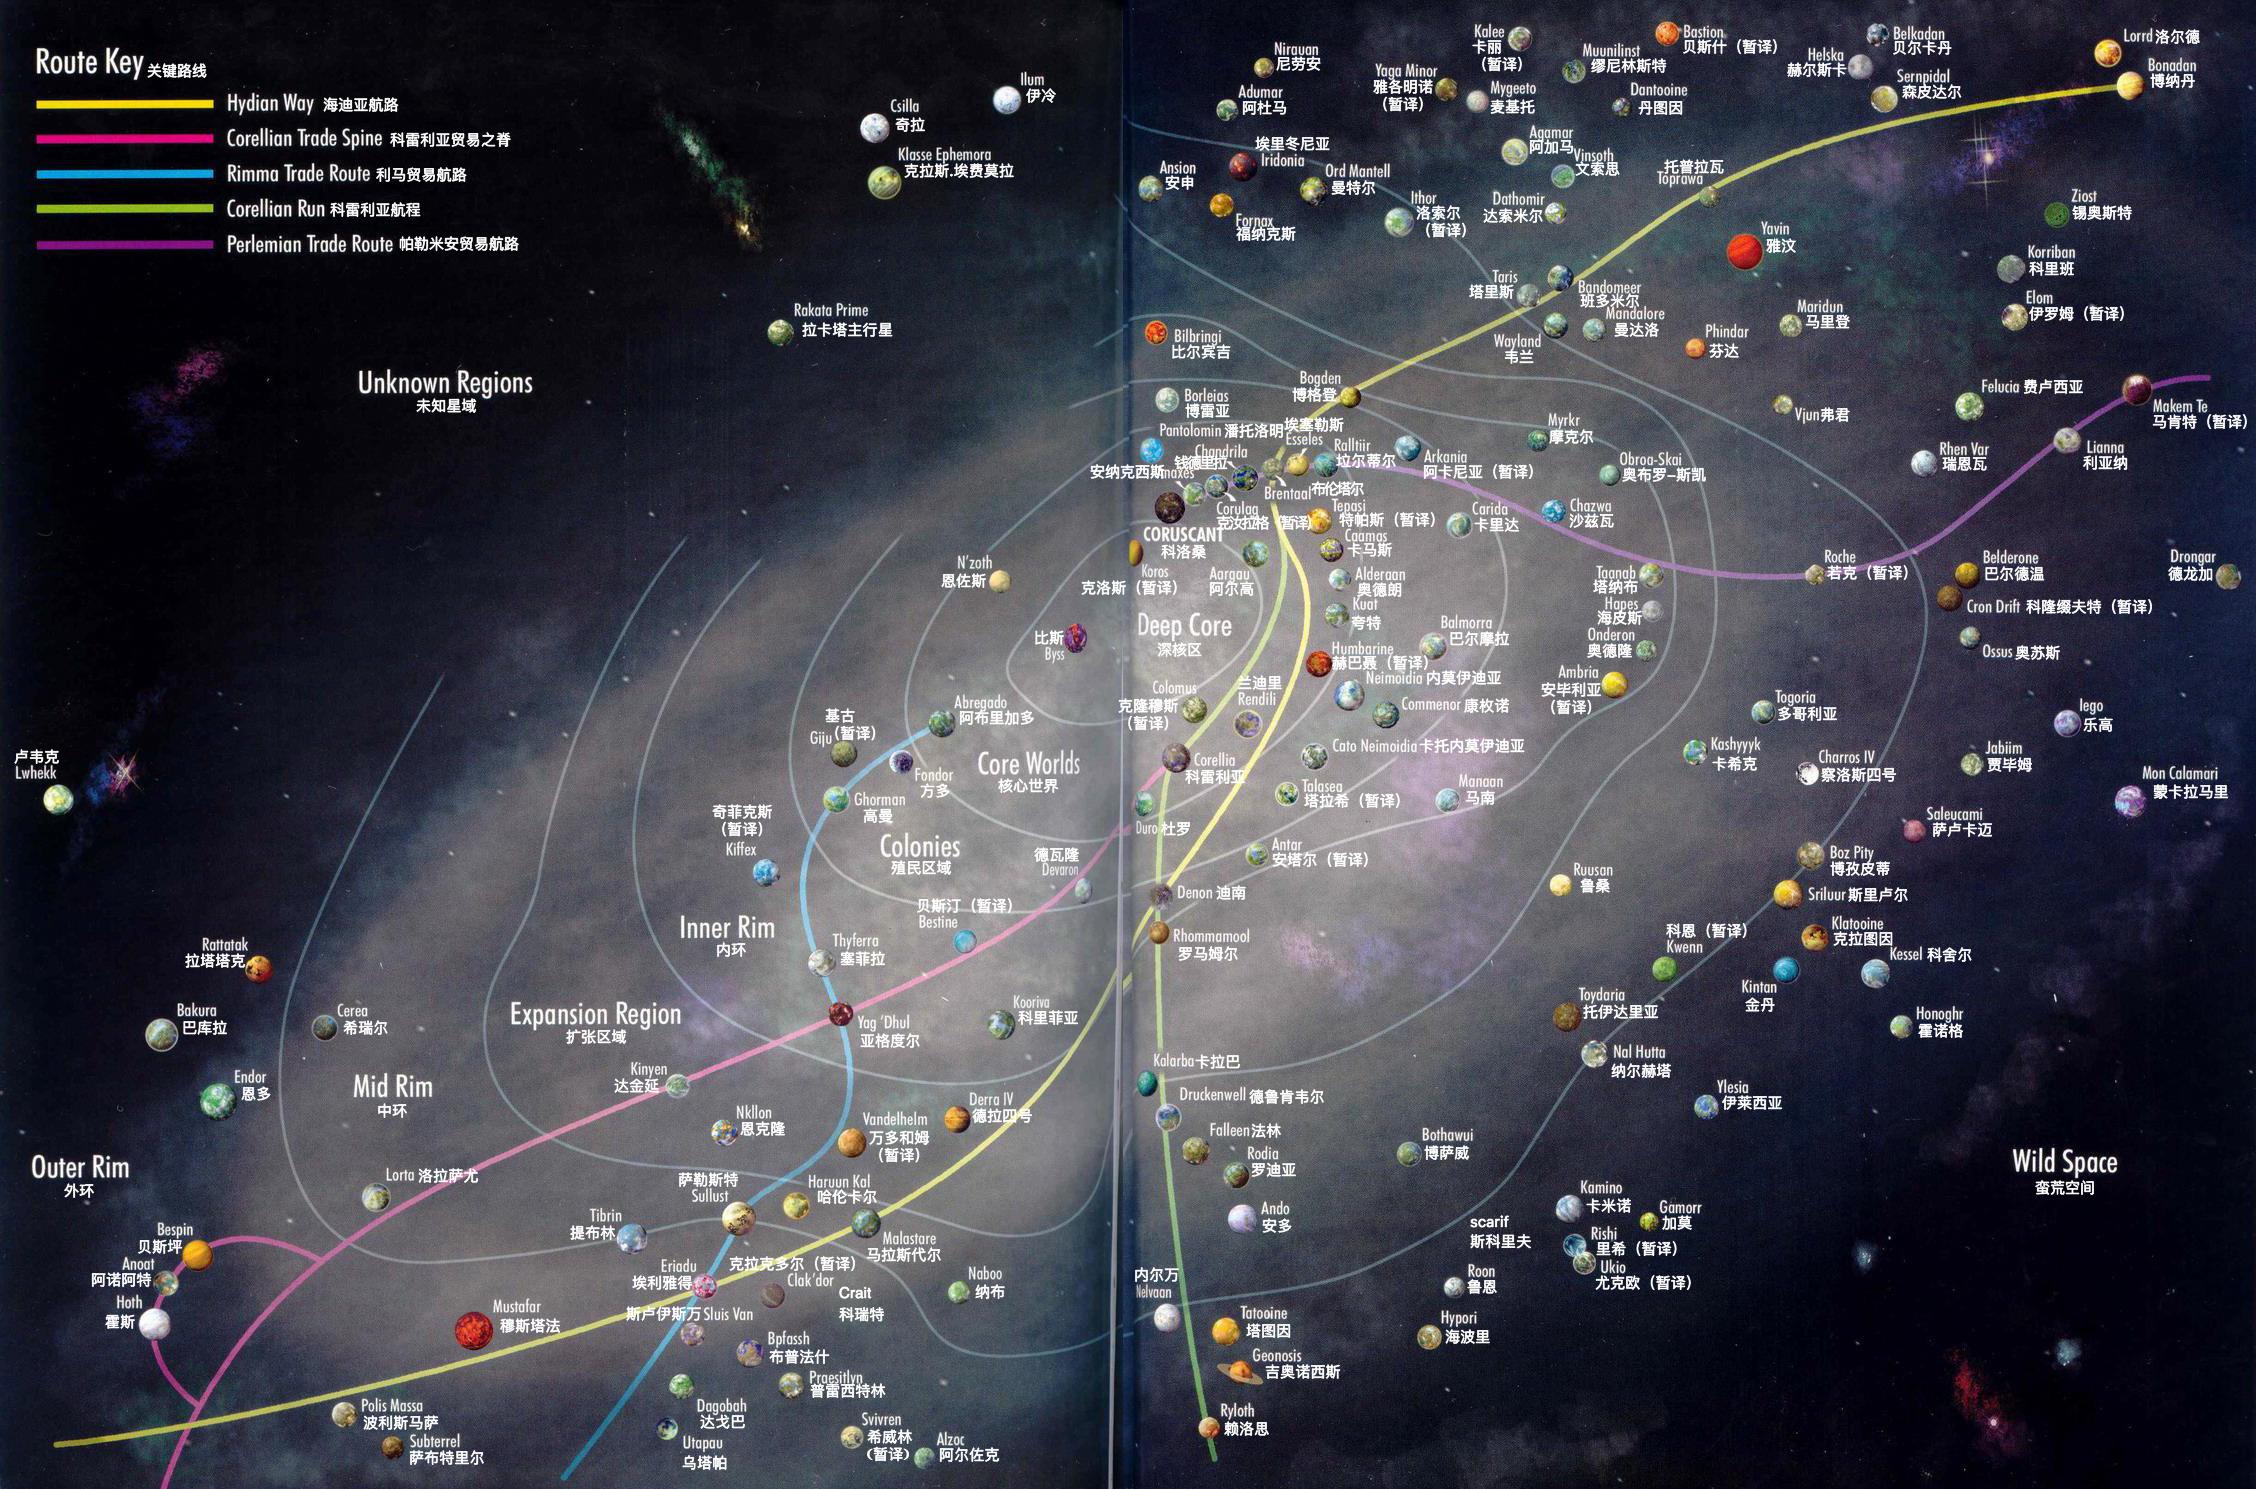 Route Key 关键路线
Hydian Way 海迪亚航路
Corellian Trade Spine 科雷利亚贸易之脊
Rimma Trade Route 利马贸易航路
Corellian Run 科雷利亚航程
Perlemian Trade Route 帕勒米安贸易航路
Ilum
伊冷
Csilla
奇拉
Klasse Ephemora
克拉斯.埃费莫拉
Rakata Prime
拉卡塔主行星
Unknown Regions
未知星域
Nirauan
尼劳安
Adumar
阿杜马
Kalee
卡丽
(暂译)
Yaga Minor
雅各明诺
(暂译)
Mygeeto
麦基托
Muunilinst
缪尼林斯特
Bastion
贝斯什（暂译）
Dantooine
丹图因
Helska
赫尔斯卡
Belkadan
贝尔卡丹
Sernpidal
森皮达尔
Lorrd 洛尔德
Bonadan
博纳丹
Ansion
安申
埃里冬尼亚
Iridonia
Fornax
福纳克斯
Ord Mantell
曼特尔
Ithor
洛索尔
（暂译）
Agamar
阿加马
Vinsoth
文索思
Dathomir
达索米尔
托普拉瓦
Toprawa
Yavin
雅汶
Ziost
锡奥斯特
Korriban
科里班
Elom
伊罗姆（暂译）
Taris
塔里斯
Bandomeer
班多米尔
Mandalore
曼达洛
Wayland
韦兰
Phindar
芬达
Maridun
马里登
Bilbringi
比尔宾吉
Bogden
博格登
Borleias
博雷亚
Pantolomin 潘托洛明
埃塞勒斯
Esseles
Chandrila
钱德里拉
安纳克西斯
Ralltiir
垃尔蒂尔
Arkania
阿卡尼亚（暂译）
Myrkr
摩克尔
Obroa-Skai
奥布罗-斯凯
Vjun弗君
Felucia 费卢西亚
Makem Te
马肯特（暂译）
Rhen Var
瑞恩瓦
Lianna
利亚纳
Brentaal 布伦塔尔
Corulag
克汝拉格（暂译）
Tepasi
特帕斯（暂译）
Carida
卡里达
Chazwa
沙兹瓦
CORUSCANT
科洛桑
Caamas
卡马斯
Koros
克洛斯（暂译）
Aargau
阿尔高
Alderaan
奥德朗
Kuat
夸特
Taanab
塔纳布
Hapes
海皮斯
Onderon
奥德隆
Roche
若克（暂译）
Belderone
巴尔德温
Cron Drift 科隆缀夫特（暂译）
Ossus 奥苏斯
Drongar
德龙加
N'zoth
恩佐斯
比斯
Byss
Deep Core
深核区
Balmorra
巴尔摩拉
Humbarine
赫巴聂（暂译）
Neimoidia 内莫伊迪亚
Commenor 康枚诺
Ambria
安毕利亚
（暂译）
Colomus
克隆穆斯
（暂译）
兰迪里
Rendili
Cato Neimoidia 卡托内莫伊迪亚
Togoria
多哥利亚
Kashyyyk
卡希克
Charros IV
察洛斯四号
Jabiim
贾毕姆
Iego
乐高
Mon Calamari
蒙卡拉马里
Saleucami
萨卢卡迈
卢韦克
Lwhekk
基古
（暂译）
Giju
Abregado
阿布里加多
Fondor
方多
Core Worlds
核心世界
Corellia
科雷利亚
Talasea
塔拉希（暂译）
Manaan
马南
Ghorman
高曼
奇菲克斯
（暂译）
Kiffex
Colonies
殖民区域
Duro 杜罗
德瓦隆
Devaron
Antar
安塔尔（暂译）
Ruusan
鲁桑
Boz Pity
博孜皮蒂
Sriluur 斯里卢尔
Denon 迪南
贝斯汀（暂译）
Bestine
Inner Rim
内环
Thyferra
塞菲拉
Rhommamool
罗马姆尔
科恩（暂译）
Kwenn
Klatooine
克拉图因
Kessel 科舍尔
Kintan
金丹
Honoghr
霍诺格
Rattatak
拉塔塔克
Bakura
巴库拉
Cerea
希瑞尔
Expansion Region
扩张区域
Yag 'Dhul
亚格度尔
Kooriva
科里菲亚
Toydaria
托伊达里亚
Nal Hutta
纳尔赫塔
Ylesia
伊莱西亚
Endor
恩多
Mid Rim
中环
Kinyen
达金延
Kalarba 卡拉巴
Nkllon
恩克隆
Vandelhelm
万多和姆
（暂译）
Derra IV
德拉四号
Druckenwell 德鲁肯韦尔
Falleen 法林
Rodia
罗迪亚
Bothawui
博萨威
Outer Rim
外环
Lorta 洛拉萨尤
萨勒斯特
Sullust
Haruun Kal
哈伦卡尔
Ando
安多
Kamino
卡米诺
Gamorr
加莫
scarif
斯科里夫
Rishi
里希（暂译）
Ukio
尤克欧（暂译）
Wild Space
蛮荒空间
Bespin
贝斯坪
Anoat
阿诺阿特
Hoth
霍斯
Tibrin
提布林
Malastare
马拉斯代尔
Eriadu
埃利雅得
克拉克多尔（暂译）
Clak'dor
Crait
科瑞特
Naboo
纳布
内尔万
Nelvaan
Roon
鲁恩
Mustafar
穆斯塔法
斯卢伊斯万 Sluis Van
Bpfassh
布普法什
Tatooine
塔图因
Hypori
海波里
Geonosis
吉奥诺西斯
Praesitlyn
普雷西特林
Dagobah
达戈巴
Polis Massa
波利斯马萨
Subterrel
萨布特里尔
Utapau
乌塔帕
Svivren
希威林
（暂译）
Alzoc
阿尔佐克
Ryloth
赖洛思